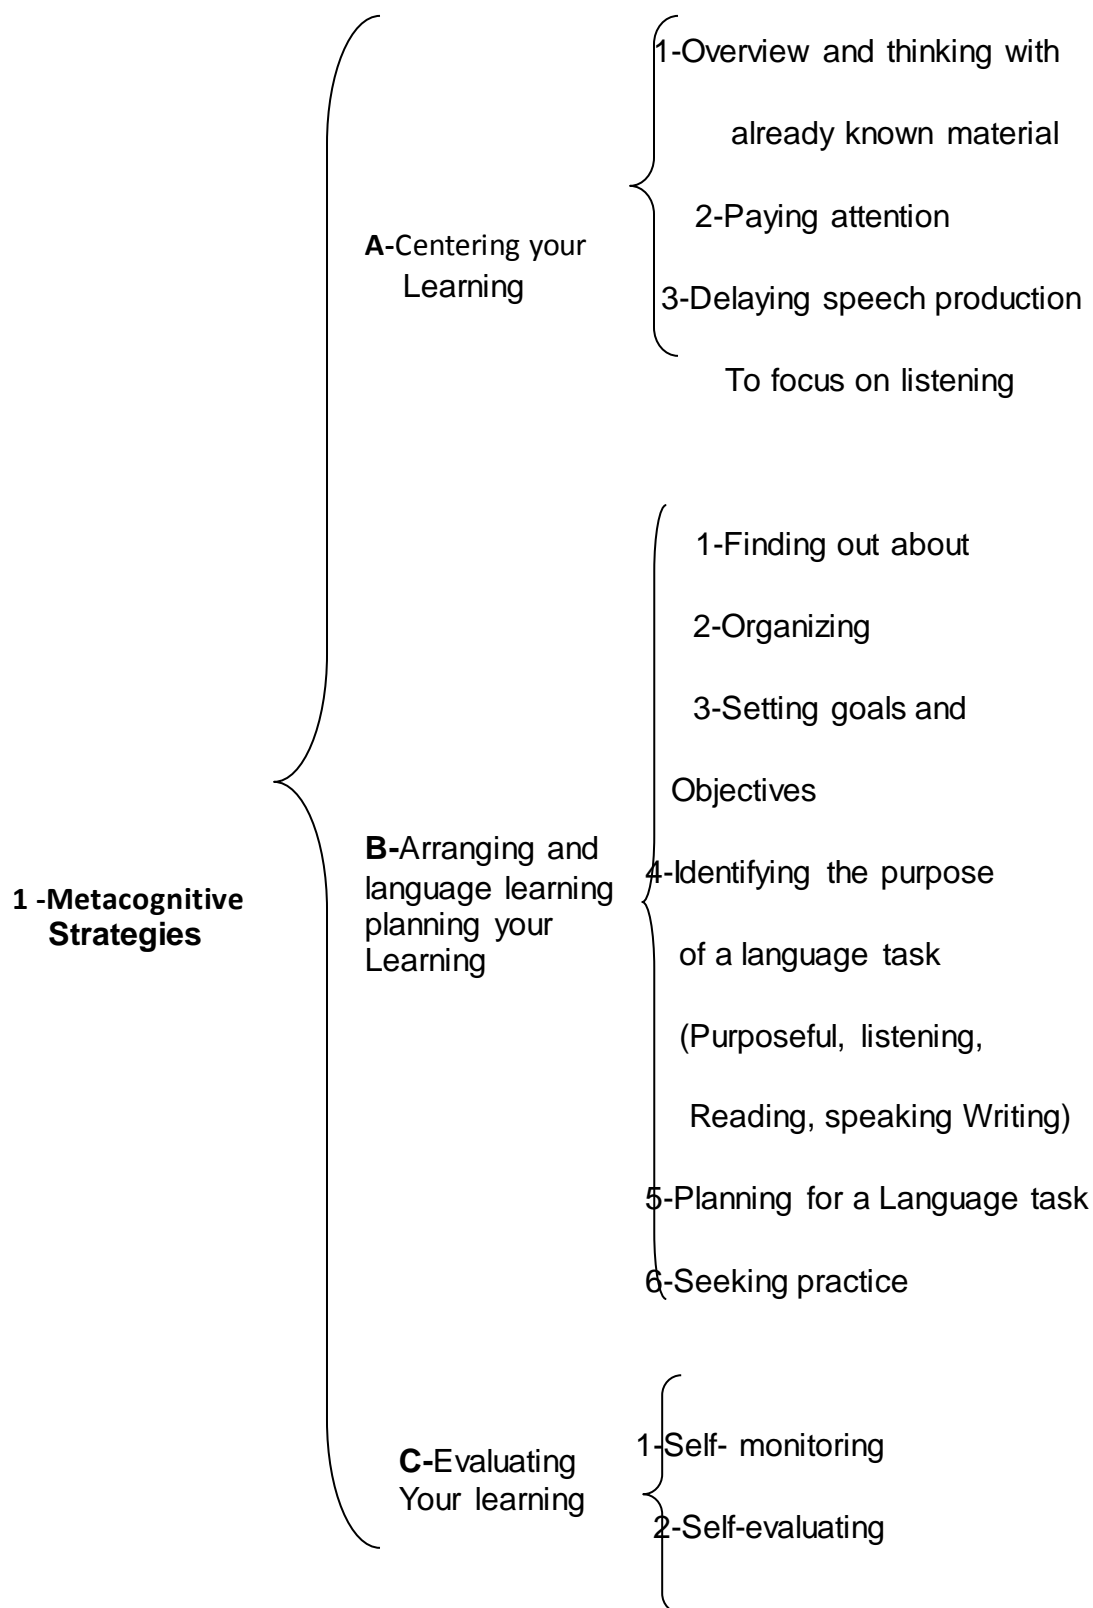 1 -Metacognitive
Strategies
A-Centering your
Learning
1-Overview and thinking with
already known material
2-Paying attention
3-Delaying speech production
To focus on listening
B-Arranging and
language learning
planning your
Learning
1-Finding out about
2-Organizing
3-Setting goals and
Objectives
4-Identifying the purpose
of a language task
(Purposeful, listening,
Reading, speaking Writing)
5-Planning for a Language task
6-Seeking practice
C-Evaluating
Your learning
1-Self- monitoring
2-Self-evaluating